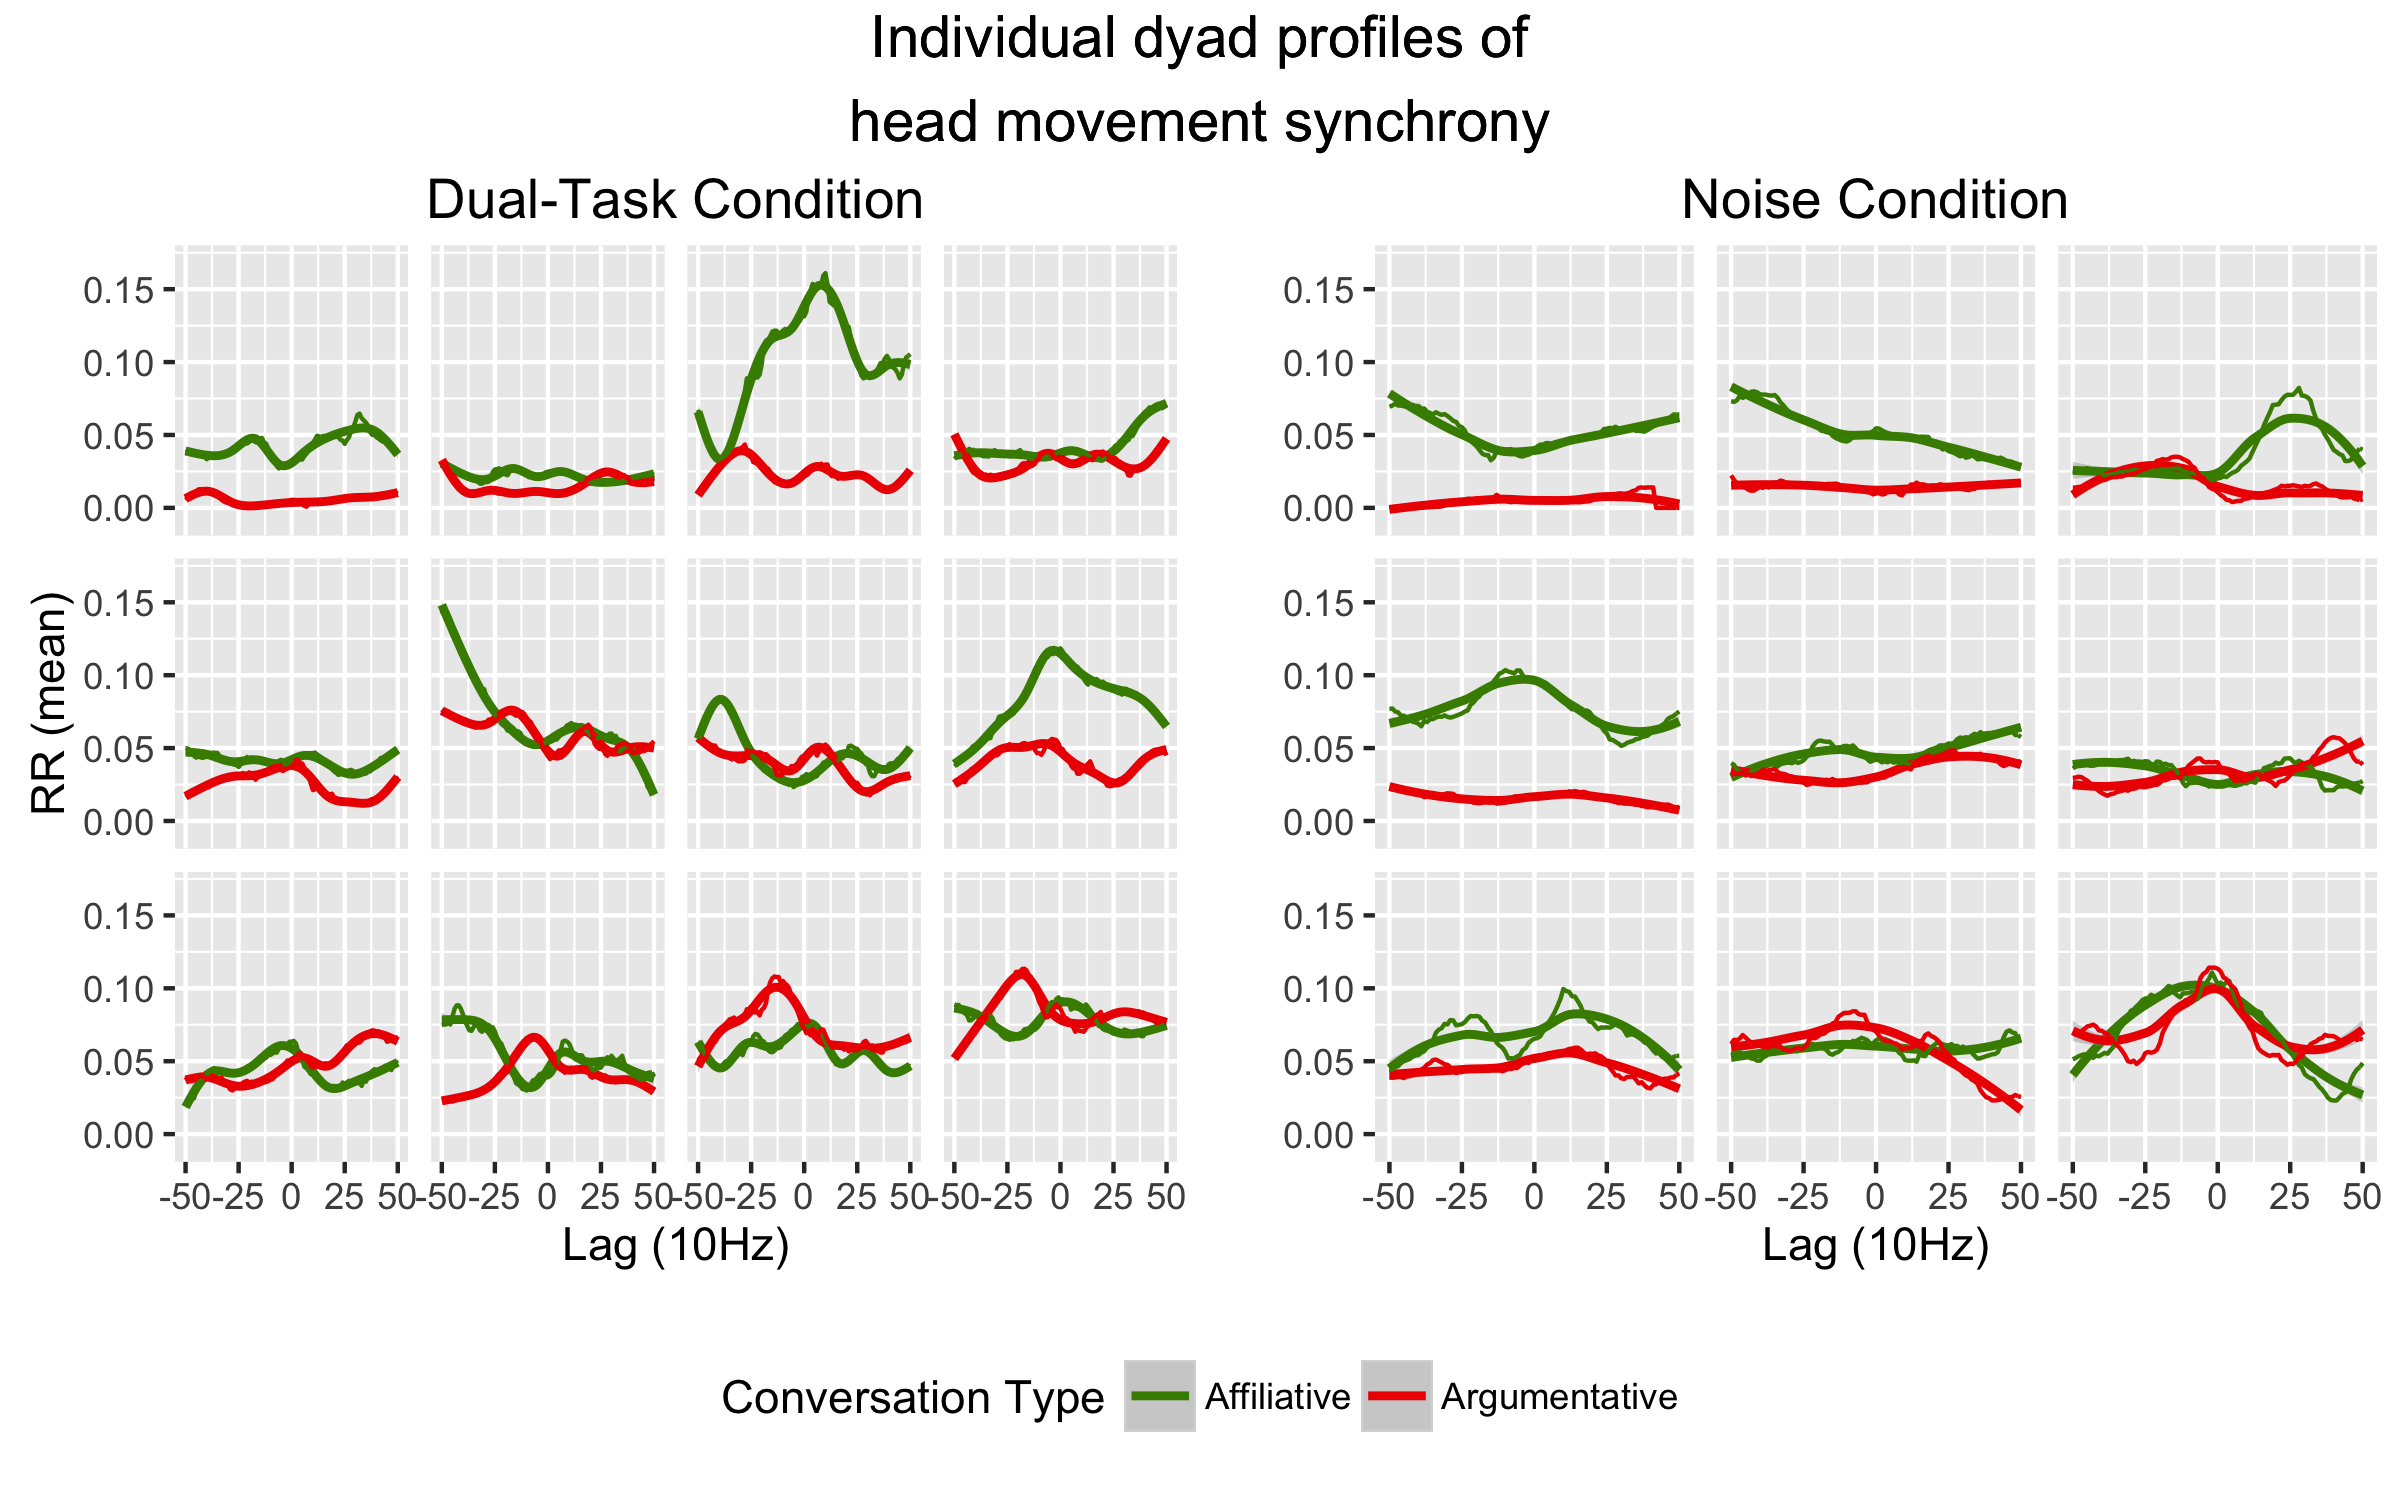 Individual dyad profiles of
head movement synchrony
Dual-Task Condition
Noise Condition
RR (mean)
0.15
0.10
0.05
0.00
0.15
0.10
0.05
0.00
0.15
0.10
0.05
0.00
-50 -25 0 25 50 -50 -25 0 25 50 -50 -25 0 25 50 -50 -25 0 25 50
Lag (10Hz)
0.15
0.10
0.05
0.00
0.15
0.10
0.05
0.00
0.15
0.10
0.05
0.00
-50 -25 0 25 50 -50 -25 0 25 50 -50 -25 0 25 50
Lag (10Hz)
Conversation Type Affiliative Argumentative